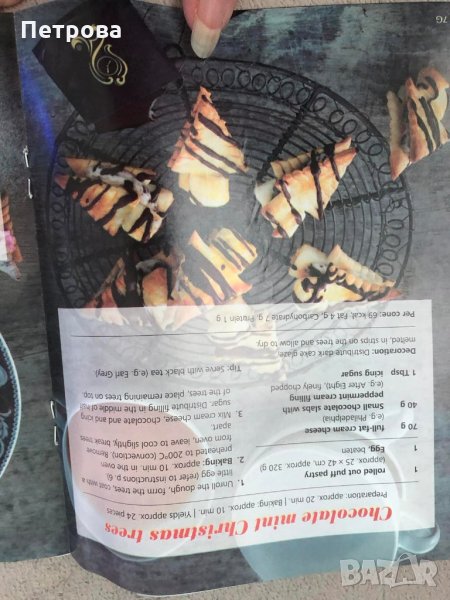 Петрова
7G
Chocolate mint Christmas trees
Preparation: approx. 20 min. | Baking: approx. 10 min. | Yields approx. 24 pieces
1 rolled out puff pastry
(approx. 25 x 42 cm, approx 320 g)
1 Egg, beaten
70 g full-fat cream cheese
(e.g. Philadelphia)
40 g Small chocolate slabs with
peppermint cream filling
(e.g. After Eight), finely chopped
1 Tbsp icing sugar
1. Unroll the dough, form the trees, coat with a
little egg (refer to instructions p. 6).
2. Baking: approx. 10 min. in the oven
preheated to 200°C (convection). Remove
from oven, leave to cool slightly, break trees
apart.
3. Mix cream cheese, chocolate and icing
sugar. Distribute filling in the middle of half
of the trees, place remaining trees on top.
Decoration: Distribute dark cake glaze,
melted, in strips on the trees and allow to dry.
Tip: Serve with black tea (e.g. Earl Grey).
Per cone: 69 kcal, Fat 4 g, Carbohydrate 7 g, Protein 1 g
BAZAR
bg